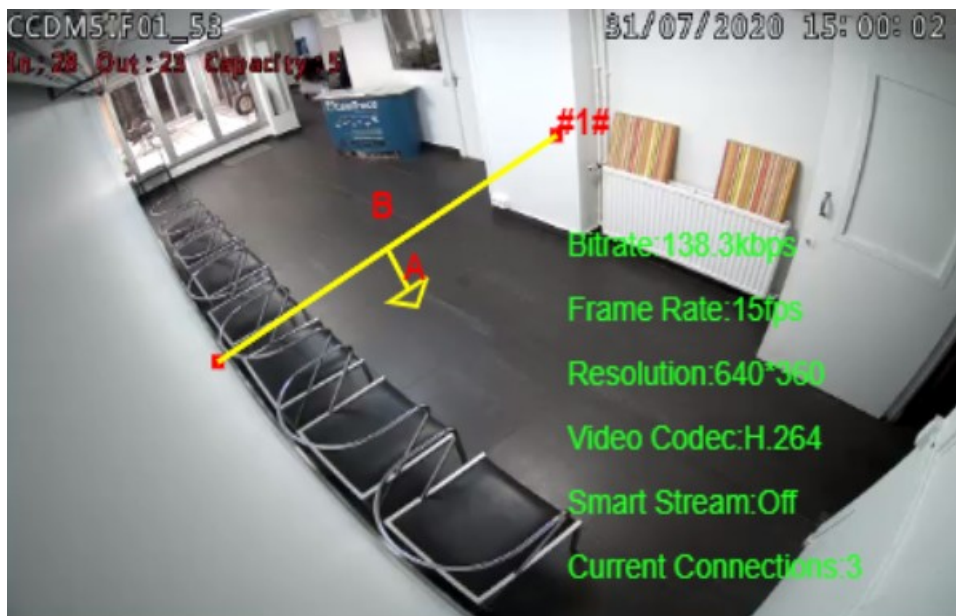 CCDM5IF01_53
31/07/2020 15:00:02
In:28 Out:23 Capacity:5
#1#
B
A
Bitrate:138.3kbps
Frame Rate:15fps
Resolution:640*360
Video Codec:H.264
Smart Stream:Off
Current Connections:3